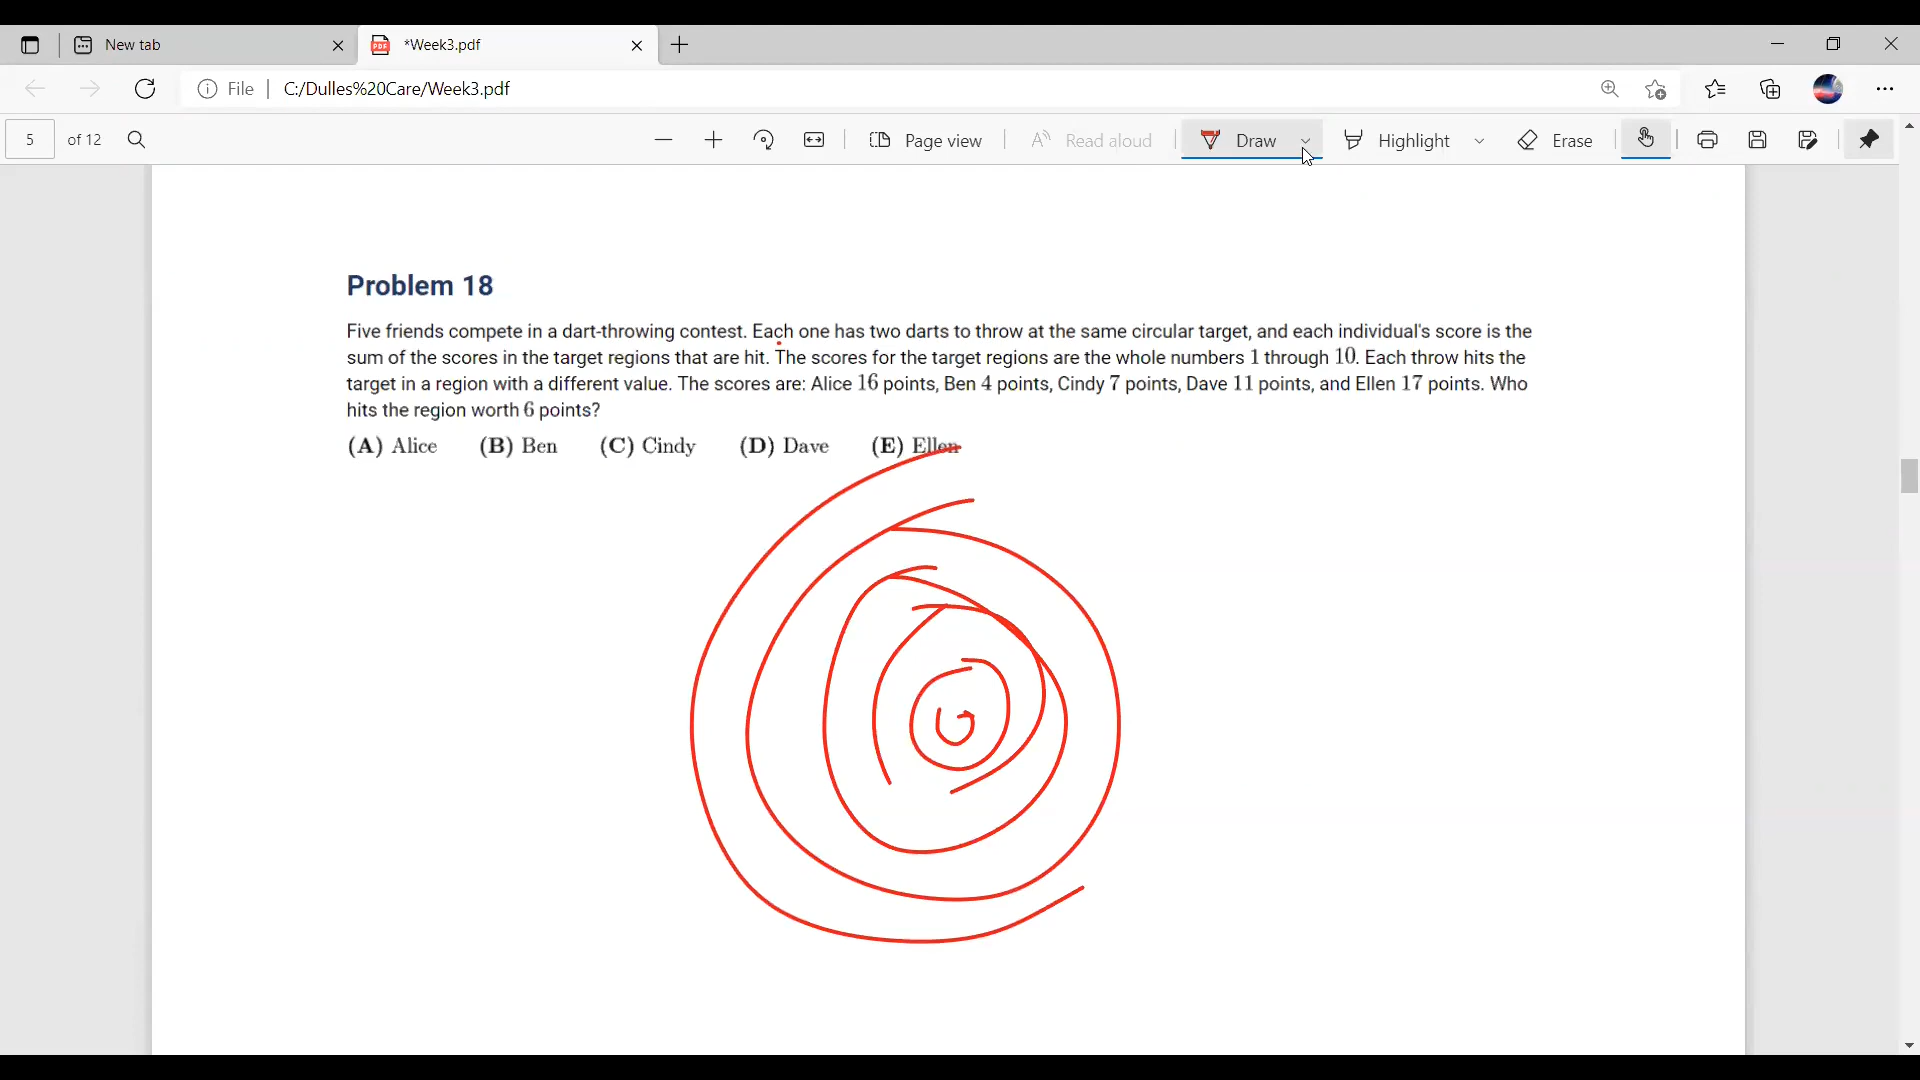 New tab
*Week3.pdf
File
C:/Dulles%20Care/Week3.pdf
5 of 12
Page view
Read aloud
Draw
Highlight
Erase
Problem 18
Five friends compete in a dart-throwing contest. Each one has two darts to throw at the same circular target, and each individual's score is the
sum of the scores in the target regions that are hit. The scores for the target regions are the whole numbers 1 through 10. Each throw hits the
target in a region with a different value. The scores are: Alice 16 points, Ben 4 points, Cindy 7 points, Dave 11 points, and Ellen 17 points. Who
hits the region worth 6 points?
(A) Alice (B) Ben (C) Cindy (D) Dave (E) Ellen